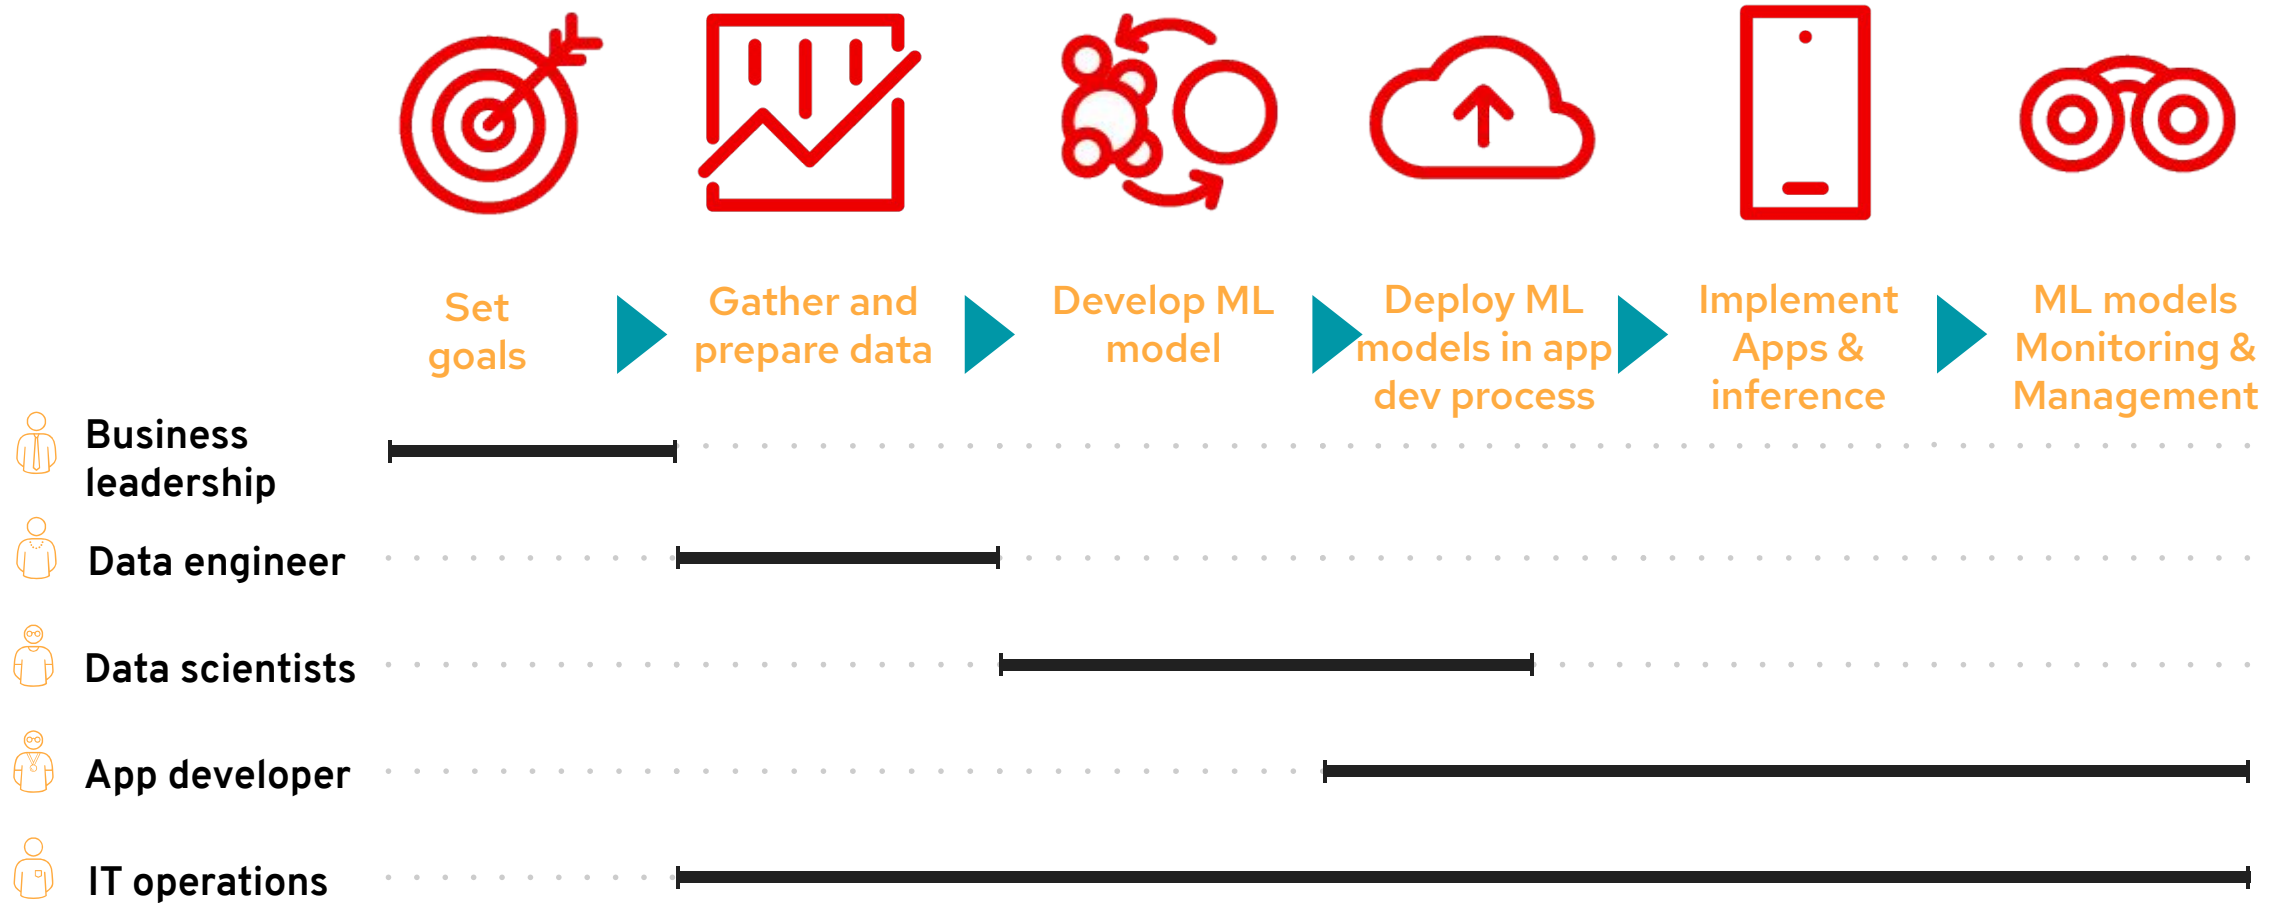 Set
goals
Gather and
prepare data
Develop ML
model
Deploy ML
models in app
dev process
Implement
Apps &
inference
ML models
Monitoring &
Management
Business
leadership
Data engineer
Data scientists
App developer
IT operations